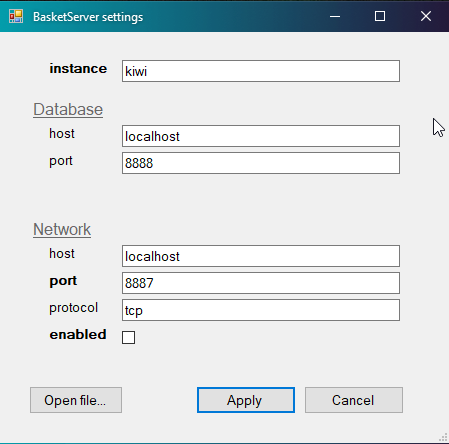 BasketServer settings
instance kiwi
Database
host localhost
port 8888
Network
host localhost
port 8887
protocol tcp
enabled
Open file... Apply Cancel